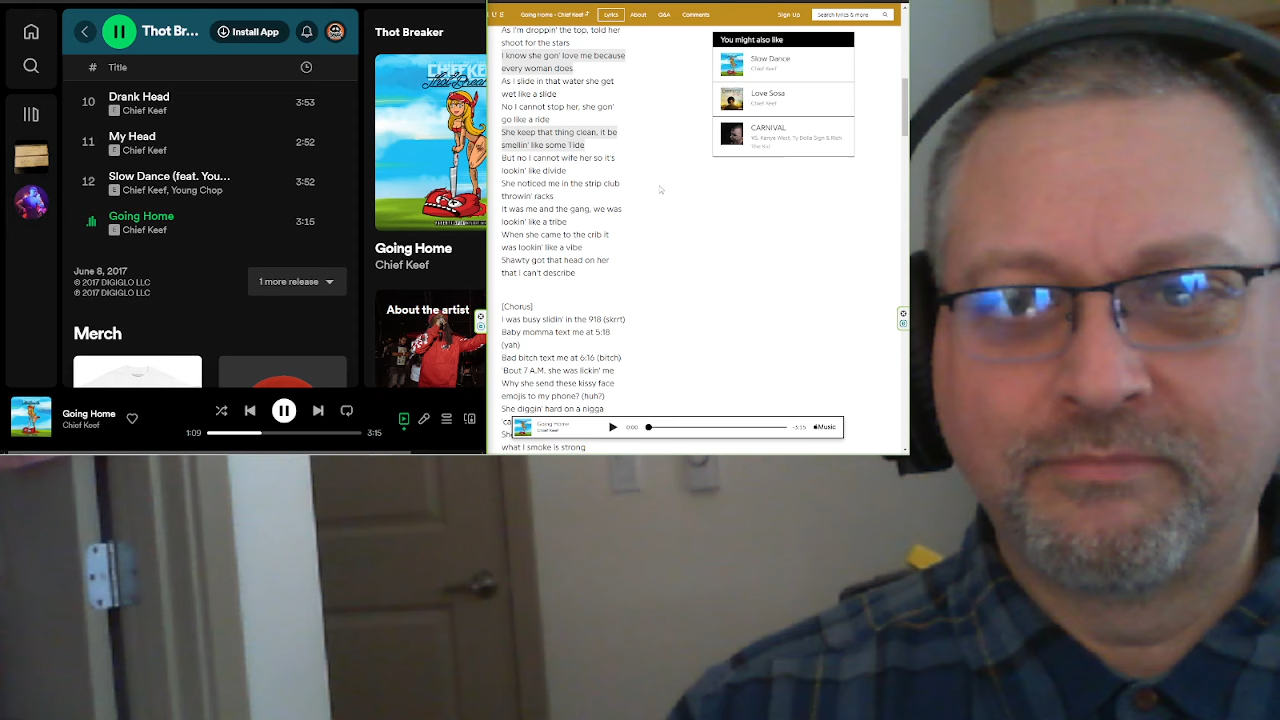 Thot Br...
Install App
#
Title
10
Drank Head
E Chief Keef
3:53
11
My Head
E Chief Keef
2:52
12
Slow Dance (feat. You...
E Chief Keef, Young Chop
3:52
Going Home
E Chief Keef
3:15
June 8, 2017
© 2017 DIGIGLO LLC
℗ 2017 DIGIGLO LLC
1 more release
Merch
Thot Breaker
Going Home
Chief Keef
About the artist
Going Home
Chief Keef
1:09
3:15
U S
Going Home - Chief Keef
Lyrics
About
Q&A
Comments
Sign Up
Search lyrics & more
As I'm droppin' the top, told her
shoot for the stars
I know she gon' love me because
every woman does
As I slide in that water she get
wet like a slide
No I cannot stop her, she gon'
go like a ride
She keep that thing clean, it be
smellin' like some Tide
But no I cannot wife her so it's
lookin' like divide
She noticed me in the strip club
throwin' racks
It was me and the gang, we was
lookin' like a tribe
When she came to the crib it
was lookin' like a vibe
Shawty got that head on her
that I can't describe
[Chorus]
I was busy slidin' in the 918 (skrrt)
Baby momma text me at 5:18
(yah)
Bad bitch text me at 6:16 (bitch)
'Bout 7 A.M. she was lickin' me
Why she send these kissy face
emojis to my phone? (huh?)
She diggin' hard on a nigga
'ca
Sh
what I smoke is strong
Going Home
Chief Keef
0:00
-3:15
Music
You might also like
Slow Dance
Chief Keef
Love Sosa
Chief Keef
CARNIVAL
¥$, Kanye West, Ty Dolla $ign & Rich
The Kid